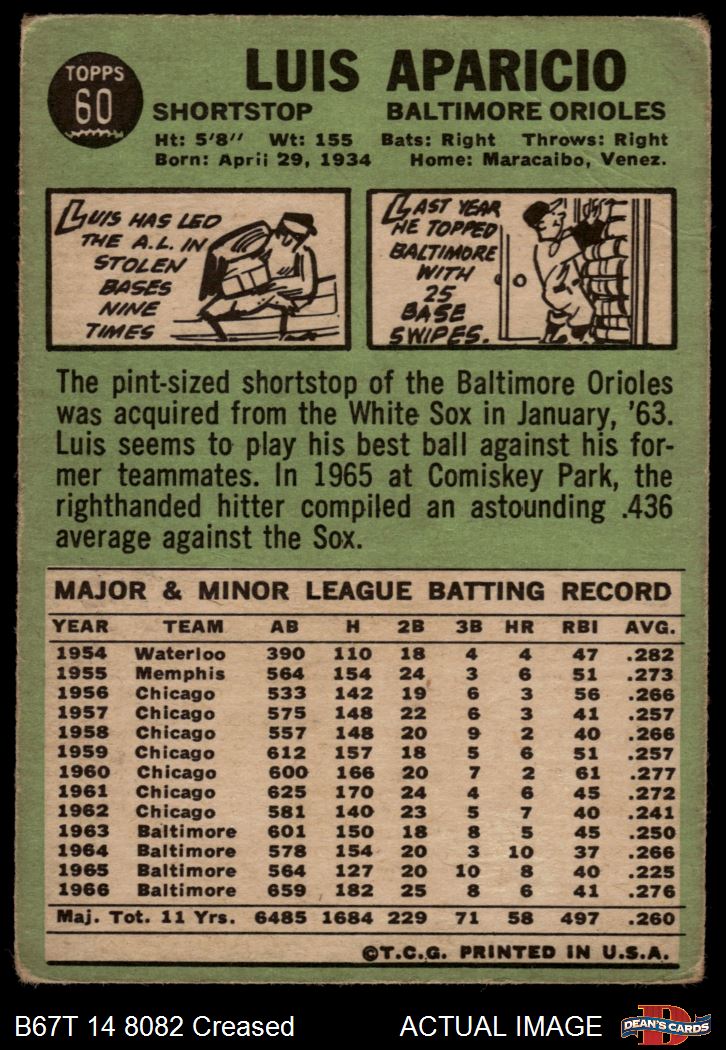 TOPPS
60
LUIS APARICIO
SHORTSTOP BALTIMORE ORIOLES
Ht: 5'8" Wt: 155 Bats: Right Throws: Right
Born: April 29, 1934 Home: Maracaibo, Venez.
LUIS HAS LED
THE A.L. IN
STOLEN
BASES
NINE
TIMES
LAST YEAR
HE TOPPED
BALTIMORE
WITH
25
BASE
SWIPES.
The pint-sized shortstop of the Baltimore Orioles
was acquired from the White Sox in January, '63.
Luis seems to play his best ball against his for-
mer teammates. In 1965 at Comiskey Park, the
righthanded hitter compiled an astounding .436
average against the Sox.
MAJOR & MINOR LEAGUE BATTING RECORD
YEAR TEAM AB H 2B 3B HR RBI AVG.
1954 Waterloo 390 110 18 4 4 47 .282
1955 Memphis 564 154 24 3 6 51 .273
1956 Chicago 533 142 19 6 3 56 .266
1957 Chicago 575 148 22 6 3 41 .257
1958 Chicago 557 148 20 9 2 40 .266
1959 Chicago 612 157 18 5 6 51 .257
1960 Chicago 600 166 20 7 2 61 .277
1961 Chicago 625 170 24 4 6 45 .272
1962 Chicago 581 140 23 5 7 40 .241
1963 Baltimore 601 150 18 8 5 45 .250
1964 Baltimore 578 154 20 3 10 37 .266
1965 Baltimore 564 127 20 10 8 40 .225
1966 Baltimore 659 182 25 8 6 41 .276
Maj. Tot. 11 Yrs. 6485 1684 229 71 58 497 .260
©T.C.G. PRINTED IN U.S.A.
B67T 14 8082 Creased ACTUAL IMAGE
D
DEAN'S CARDS